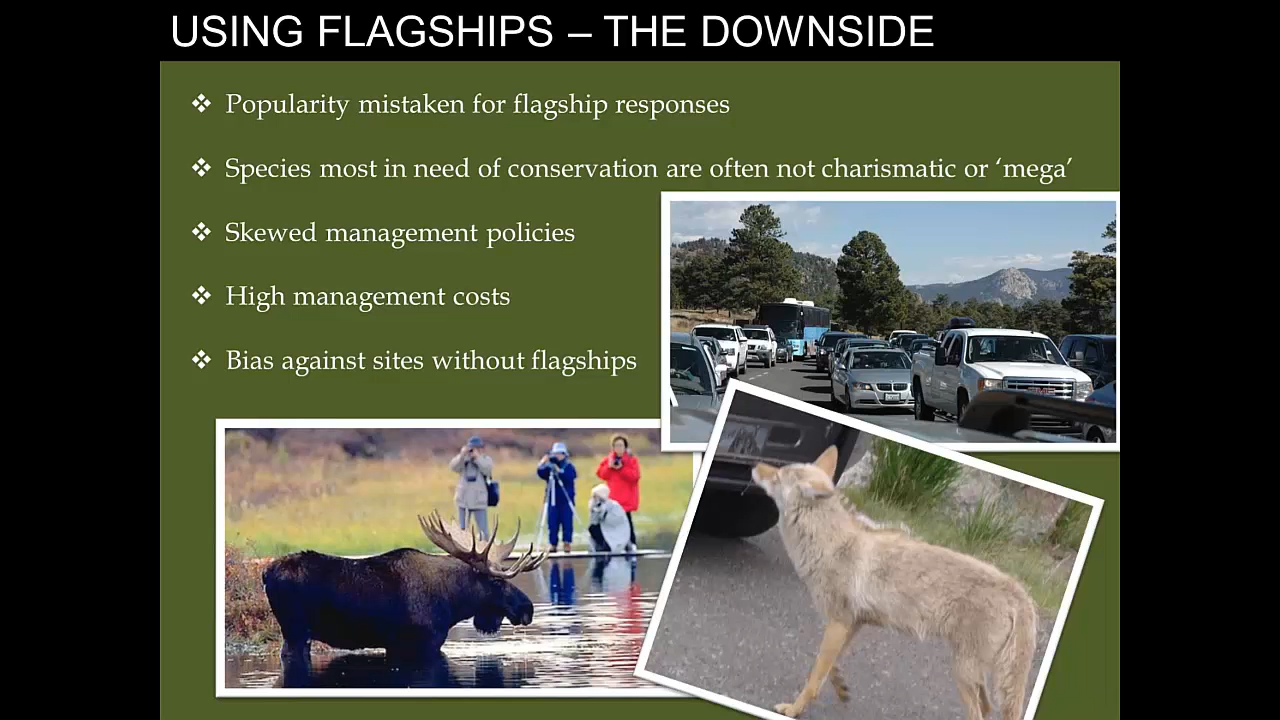 USING FLAGSHIPS – THE DOWNSIDE
❖ Popularity mistaken for flagship responses
❖ Species most in need of conservation are often not charismatic or ‘mega’
❖ Skewed management policies
❖ High management costs
❖ Bias against sites without flagships